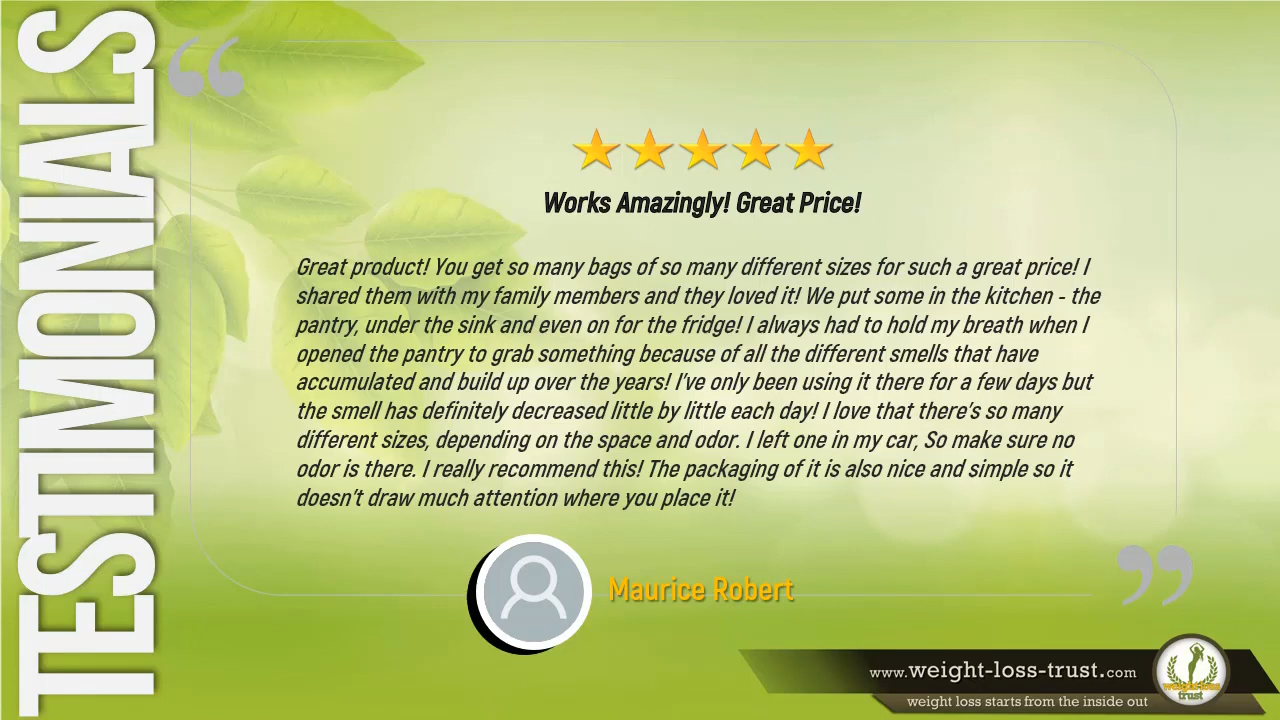 TESTIMONIALS
“
Works Amazingly! Great Price!
Great product! You get so many bags of so many different sizes for such a great price! I
shared them with my family members and they loved it! We put some in the kitchen - the
pantry, under the sink and even on for the fridge! I always had to hold my breath when I
opened the pantry to grab something because of all the different smells that have
accumulated and build up over the years! I've only been using it there for a few days but
the smell has definitely decreased little by little each day! I love that there's so many
different sizes, depending on the space and odor. I left one in my car, So make sure no
odor is there. I really recommend this! The packaging of it is also nice and simple so it
doesn't draw much attention where you place it!
”
Maurice Robert
www.weight-loss-trust.com
weight loss starts from the inside out
weight loss
trust